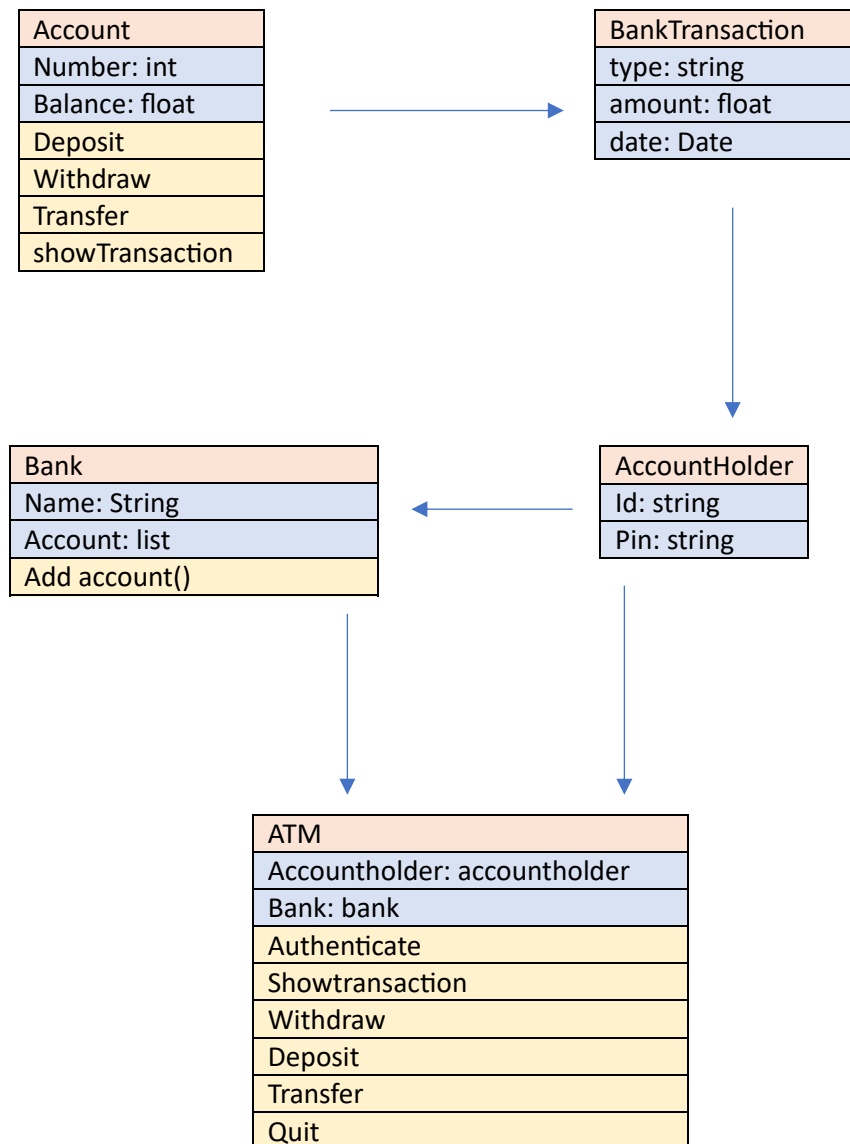 Account
Number: int
Balance: float
Deposit
Withdraw
Transfer
showTransaction
BankTransaction
type: string
amount: float
date: Date
Bank
Name: String
Account: list
Add account()
AccountHolder
Id: string
Pin: string
ATM
Accountholder: accountholder
Bank: bank
Authenticate
Showtransaction
Withdraw
Deposit
Transfer
Quit